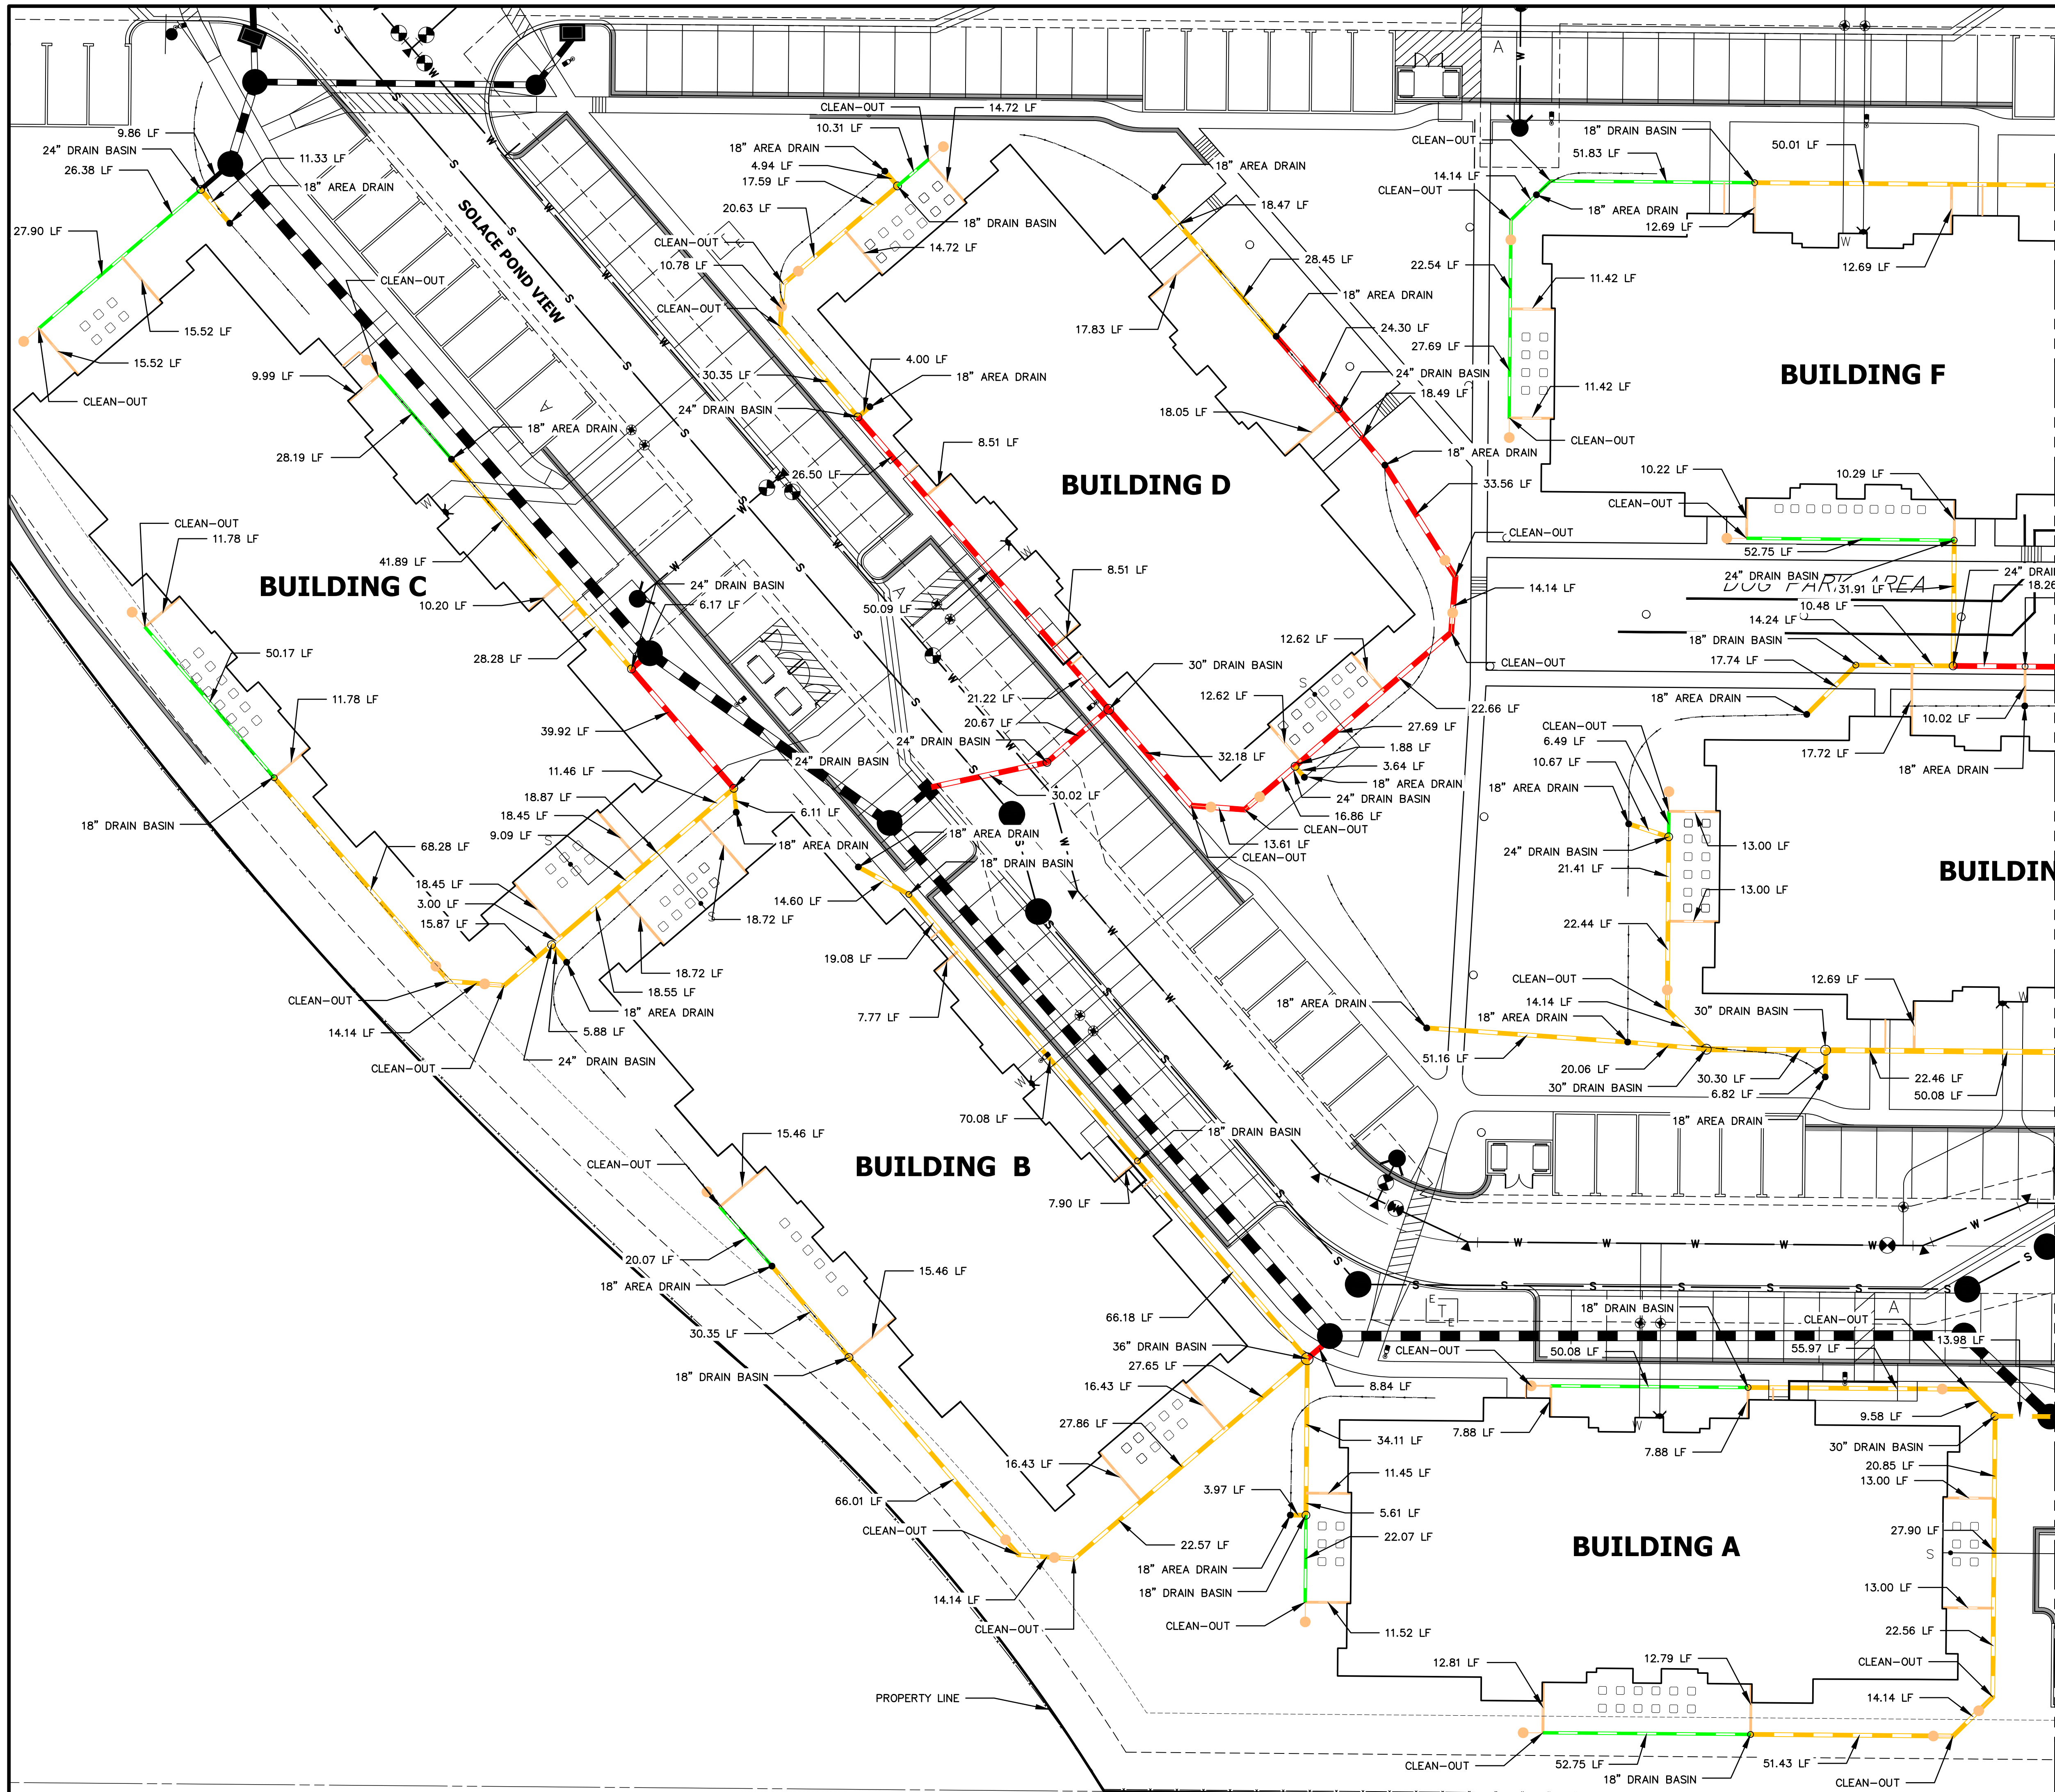 CLEAN-OUT
14.72 LF
10.31 LF
18" AREA DRAIN
4.94 LF
17.59 LF
9.86 LF
24" DRAIN BASIN
26.38 LF
11.33 LF
18" AREA DRAIN
27.90 LF
SOLACE POND VIEW
20.63 LF
CLEAN-OUT
18" DRAIN BASIN
14.72 LF
10.78 LF
CLEAN-OUT
CLEAN-OUT
15.52 LF
15.52 LF
CLEAN-OUT
9.99 LF
30.35 LF
4.00 LF
18" AREA DRAIN
24" DRAIN BASIN
18" AREA DRAIN
28.19 LF
26.50 LF
8.51 LF
18" AREA DRAIN
18.47 LF
28.45 LF
18" AREA DRAIN
17.83 LF
24.30 LF
24" DRAIN BASIN
18.49 LF
18.05 LF
18" AREA DRAIN
33.56 LF
BUILDING D
CLEAN-OUT
14.14 LF
CLEAN-OUT
18" DRAIN BASIN
50.01 LF
CLEAN-OUT
51.83 LF
14.14 LF
CLEAN-OUT
18" AREA DRAIN
12.69 LF
12.69 LF
22.54 LF
11.42 LF
27.69 LF
BUILDING F
11.42 LF
CLEAN-OUT
10.22 LF
10.29 LF
CLEAN-OUT
52.75 LF
24" DRAIN BASIN
DOG PARK AREA
31.91 LF
24" DRAI
18.26
10.48 LF
14.24 LF
18" DRAIN BASIN
17.74 LF
18" AREA DRAIN
10.02 LF
17.72 LF
18" AREA DRAIN
CLEAN-OUT
11.78 LF
BUILDING C
41.89 LF
10.20 LF
24" DRAIN BASIN
6.17 LF
28.28 LF
50.17 LF
11.78 LF
39.92 LF
50.09 LF
8.51 LF
12.62 LF
30" DRAIN BASIN
12.62 LF
21.22 LF
20.67 LF
24" DRAIN BASIN
22.66 LF
27.69 LF
32.18 LF
1.88 LF
3.64 LF
18" AREA DRAIN
24" DRAIN BASIN
16.86 LF
CLEAN-OUT
13.61 LF
CLEAN-OUT
30.02 LF
11.46 LF
24" DRAIN BASIN
18.87 LF
18.45 LF
9.09 LF
6.11 LF
18" AREA DRAIN
18" DRAIN BASIN
68.28 LF
18.45 LF
3.00 LF
15.87 LF
18.72 LF
18.72 LF
18.55 LF
18" AREA DRAIN
18" DRAIN BASIN
14.60 LF
19.08 LF
CLEAN-OUT
14.14 LF
CLEAN-OUT
18" AREA DRAIN
5.88 LF
24" DRAIN BASIN
7.77 LF
CLEAN-OUT
6.49 LF
10.67 LF
18" AREA DRAIN
24" DRAIN BASIN
13.00 LF
21.41 LF
BUILDIN
13.00 LF
22.44 LF
CLEAN-OUT
14.14 LF
18" AREA DRAIN
12.69 LF
30" DRAIN BASIN
18" AREA DRAIN
51.16 LF
20.06 LF
30" DRAIN BASIN
30.30 LF
6.82 LF
22.46 LF
50.08 LF
18" AREA DRAIN
70.08 LF
18" DRAIN BASIN
BUILDING B
7.90 LF
15.46 LF
CLEAN-OUT
20.07 LF
18" AREA DRAIN
15.46 LF
30.35 LF
18" DRAIN BASIN
66.18 LF
36" DRAIN BASIN
27.65 LF
16.43 LF
27.86 LF
8.84 LF
16.43 LF
66.01 LF
CLEAN-OUT
22.57 LF
14.14 LF
CLEAN-OUT
PROPERTY LINE
18" DRAIN BASIN
CLEAN-OUT
13.98 LF
CLEAN-OUT
50.08 LF
55.97 LF
7.88 LF
7.88 LF
9.58 LF
30" DRAIN BASIN
34.11 LF
11.45 LF
3.97 LF
5.61 LF
22.07 LF
18" AREA DRAIN
18" DRAIN BASIN
CLEAN-OUT
11.52 LF
20.85 LF
13.00 LF
27.90 LF
BUILDING A
13.00 LF
22.56 LF
12.81 LF
12.79 LF
CLEAN-OUT
14.14 LF
CLEAN-OUT
52.75 LF
18" DRAIN BASIN
51.43 LF
CLEAN-OUT